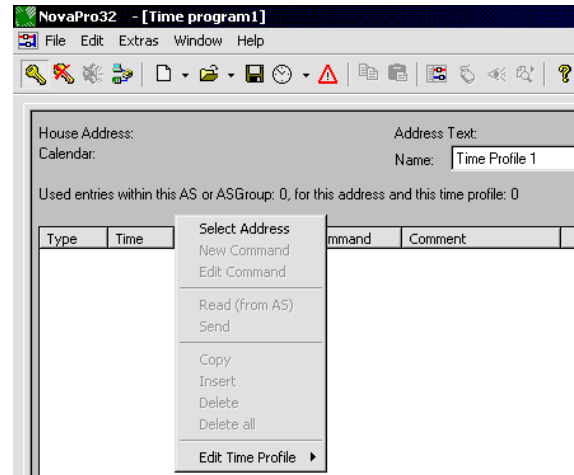 NovaPro32 - [Time program1]
File Edit Extras Window Help
House Address: Address Text:
Calendar: Name: Time Profile 1
Used entries within this AS or ASGroup: 0, for this address and this time profile: 0
Type Time mmand Comment
Select Address
New Command
Edit Command
Read (from AS)
Send
Copy
Insert
Delete
Delete all
Edit Time Profile